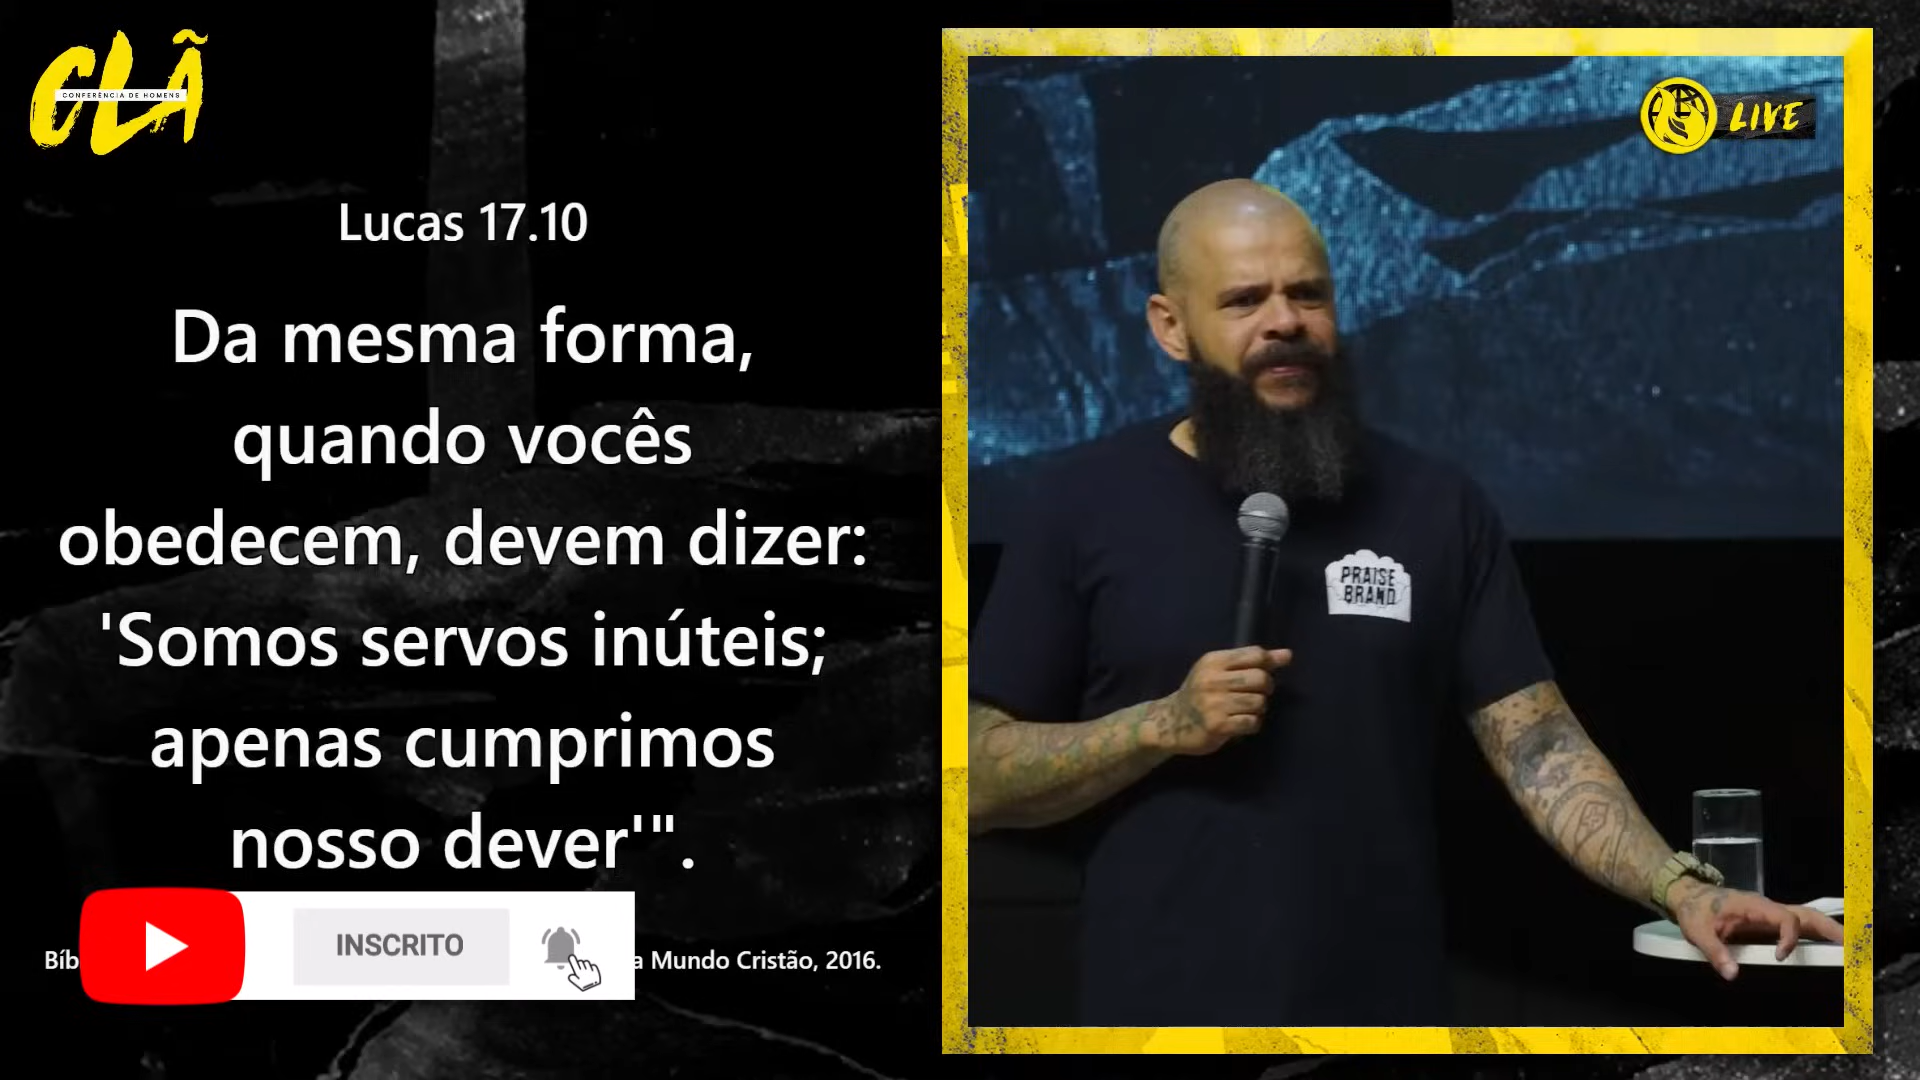 CLÃ
CONFERÊNCIA DE HOMENS
LIVE
Lucas 17.10
Da mesma forma,
quando vocês
obedecem, devem dizer:
'Somos servos inúteis;
apenas cumprimos
nosso dever'".
PRAISE
BRAND
INSCRITO
a Mundo Cristão, 2016.